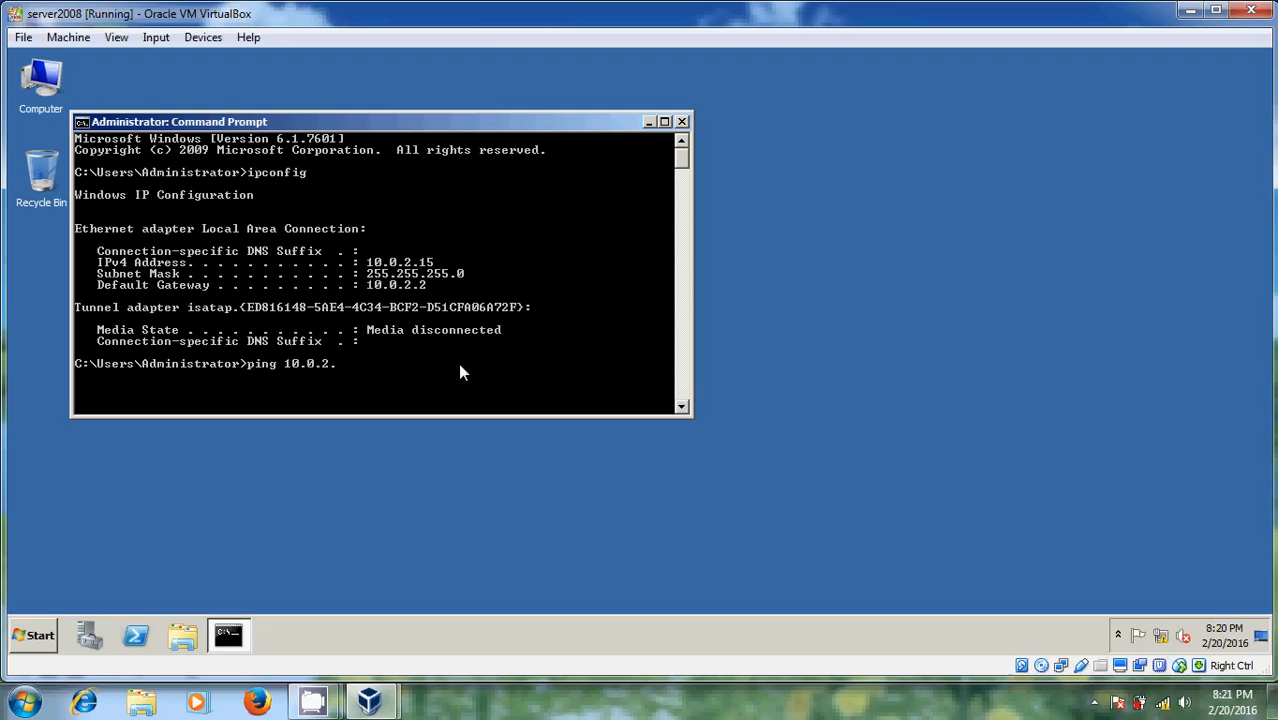 server2008 [Running] - Oracle VM VirtualBox
File Machine View Input Devices Help
Computer
Recycle Bin
Administrator: Command Prompt
Microsoft Windows [Version 6.1.7601]
Copyright (c) 2009 Microsoft Corporation. All rights reserved.
C:\Users\Administrator>ipconfig
Windows IP Configuration
Ethernet adapter Local Area Connection:
Connection-specific DNS Suffix . :
IPv4 Address. . . . . . . . . . . : 10.0.2.15
Subnet Mask . . . . . . . . . . . : 255.255.255.0
Default Gateway . . . . . . . . . : 10.0.2.2
Tunnel adapter isatap.{ED816148-5AE4-4C34-BCF2-D51CFA06A72F}:
Media State . . . . . . . . . . . : Media disconnected
Connection-specific DNS Suffix . :
C:\Users\Administrator>ping 10.0.2.
Start
8:20 PM
2/20/2016
Right Ctrl
8:21 PM
2/20/2016